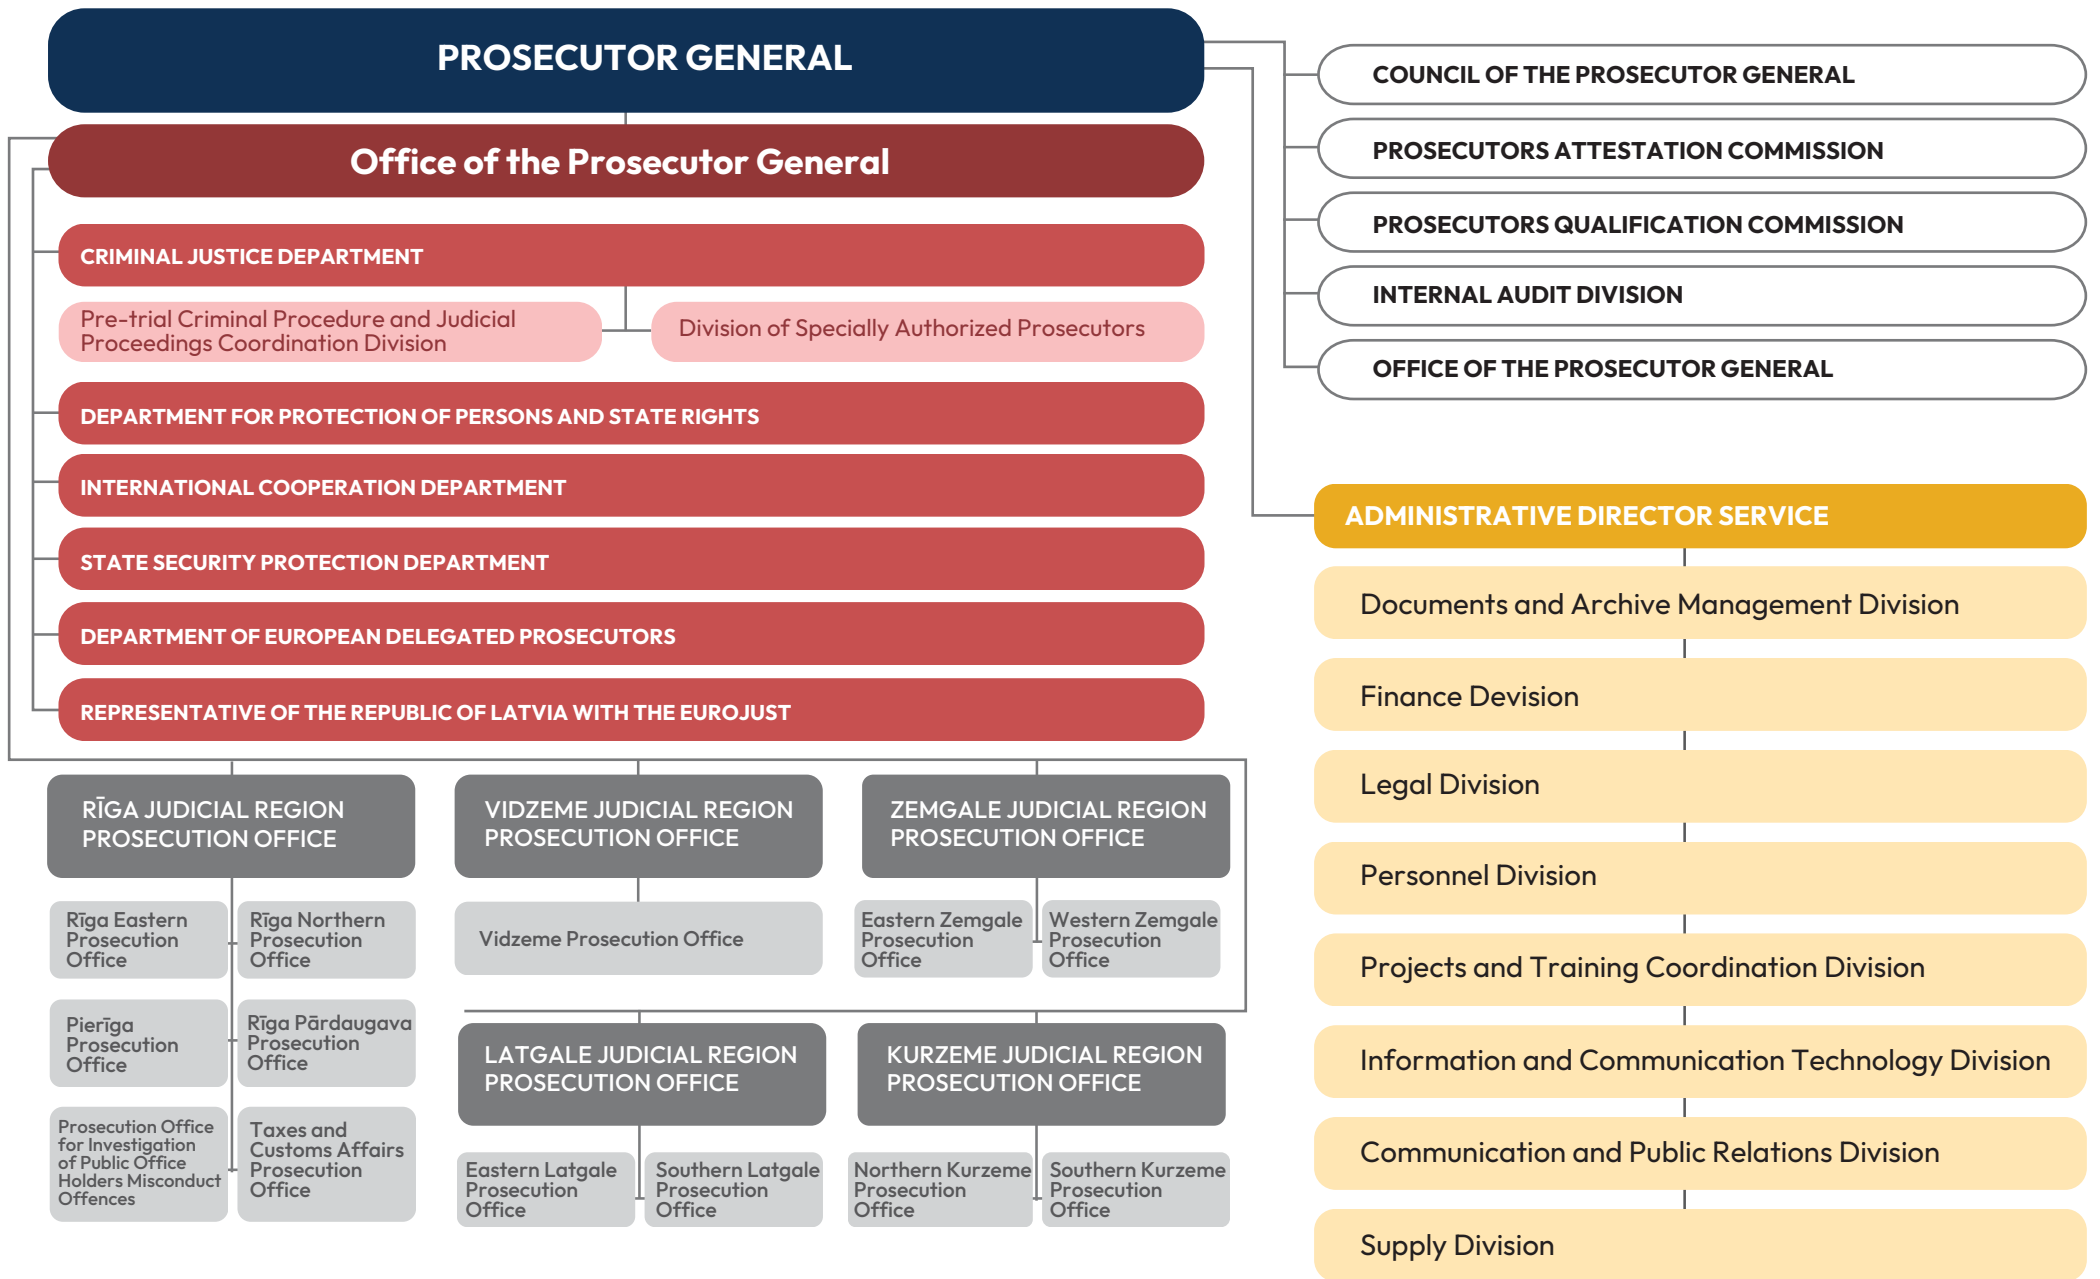 PROSECUTOR GENERAL
Office of the Prosecutor General
CRIMINAL JUSTICE DEPARTMENT
Pre-trial Criminal Procedure and Judicial
Proceedings Coordination Division
Division of Specially Authorized Prosecutors
DEPARTMENT FOR PROTECTION OF PERSONS AND STATE RIGHTS
INTERNATIONAL COOPERATION DEPARTMENT
STATE SECURITY PROTECTION DEPARTMENT
DEPARTMENT OF EUROPEAN DELEGATED PROSECUTORS
REPRESENTATIVE OF THE REPUBLIC OF LATVIA WITH THE EUROJUST
RĪGA JUDICIAL REGION
PROSECUTION OFFICE
Rīga Eastern
Prosecution
Office
Rīga Northern
Prosecution
Office
Pierīga
Prosecution
Office
Rīga Pārdaugava
Prosecution
Office
Prosecution Office
for Investigation
of Public Office
Holders Misconduct
Offences
Taxes and
Customs Affairs
Prosecution
Office
VIDZEME JUDICIAL REGION
PROSECUTION OFFICE
Vidzeme Prosecution Office
ZEMGALE JUDICIAL REGION
PROSECUTION OFFICE
Eastern Zemgale
Prosecution
Office
Western Zemgale
Prosecution
Office
LATGALE JUDICIAL REGION
PROSECUTION OFFICE
Eastern Latgale
Prosecution
Office
Southern Latgale
Prosecution
Office
KURZEME JUDICIAL REGION
PROSECUTION OFFICE
Northern Kurzeme
Prosecution
Office
Southern Kurzeme
Prosecution
Office
COUNCIL OF THE PROSECUTOR GENERAL
PROSECUTORS ATTESTATION COMMISSION
PROSECUTORS QUALIFICATION COMMISSION
INTERNAL AUDIT DIVISION
OFFICE OF THE PROSECUTOR GENERAL
ADMINISTRATIVE DIRECTOR SERVICE
Documents and Archive Management Division
Finance Devision
Legal Division
Personnel Division
Projects and Training Coordination Division
Information and Communication Technology Division
Communication and Public Relations Division
Supply Division